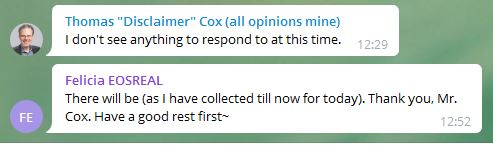 Thomas "Disclaimer" Cox (all opinions mine)
I don't see anything to respond to at this time.
12:29
Felicia EOSREAL
There will be (as I have collected till now for today). Thank you, Mr.
Cox. Have a good rest first~
FE
12:52